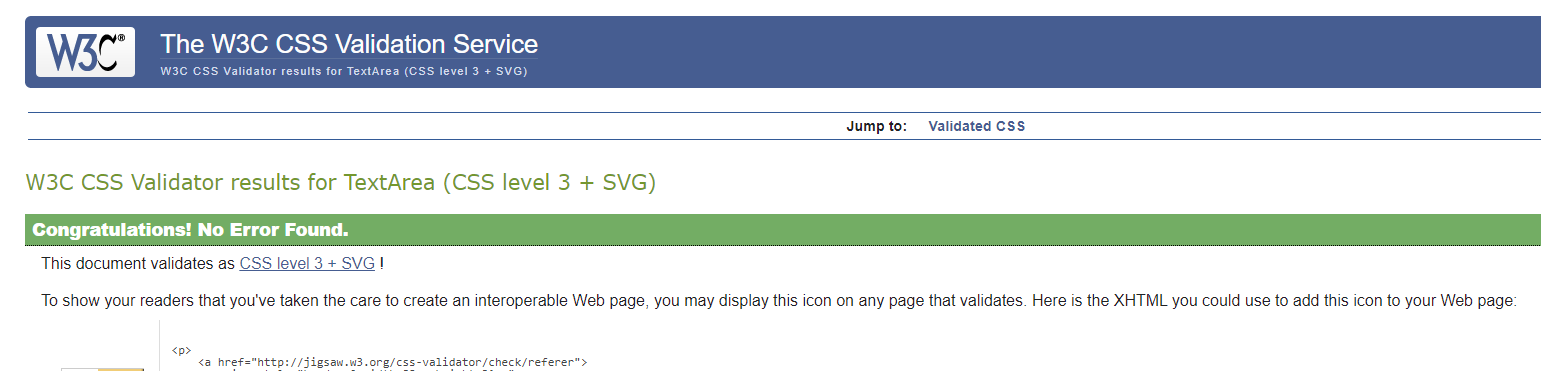 W3C®
The W3C CSS Validation Service
W3C CSS Validator results for TextArea (CSS level 3 + SVG)
Jump to: Validated CSS
W3C CSS Validator results for TextArea (CSS level 3 + SVG)
Congratulations! No Error Found.
This document validates as CSS level 3 + SVG !
To show your readers that you've taken the care to create an interoperable Web page, you may display this icon on any page that validates. Here is the XHTML you could use to add this icon to your Web page:
<p>
<a href="http://jigsaw.w3.org/css-validator/check/referer">